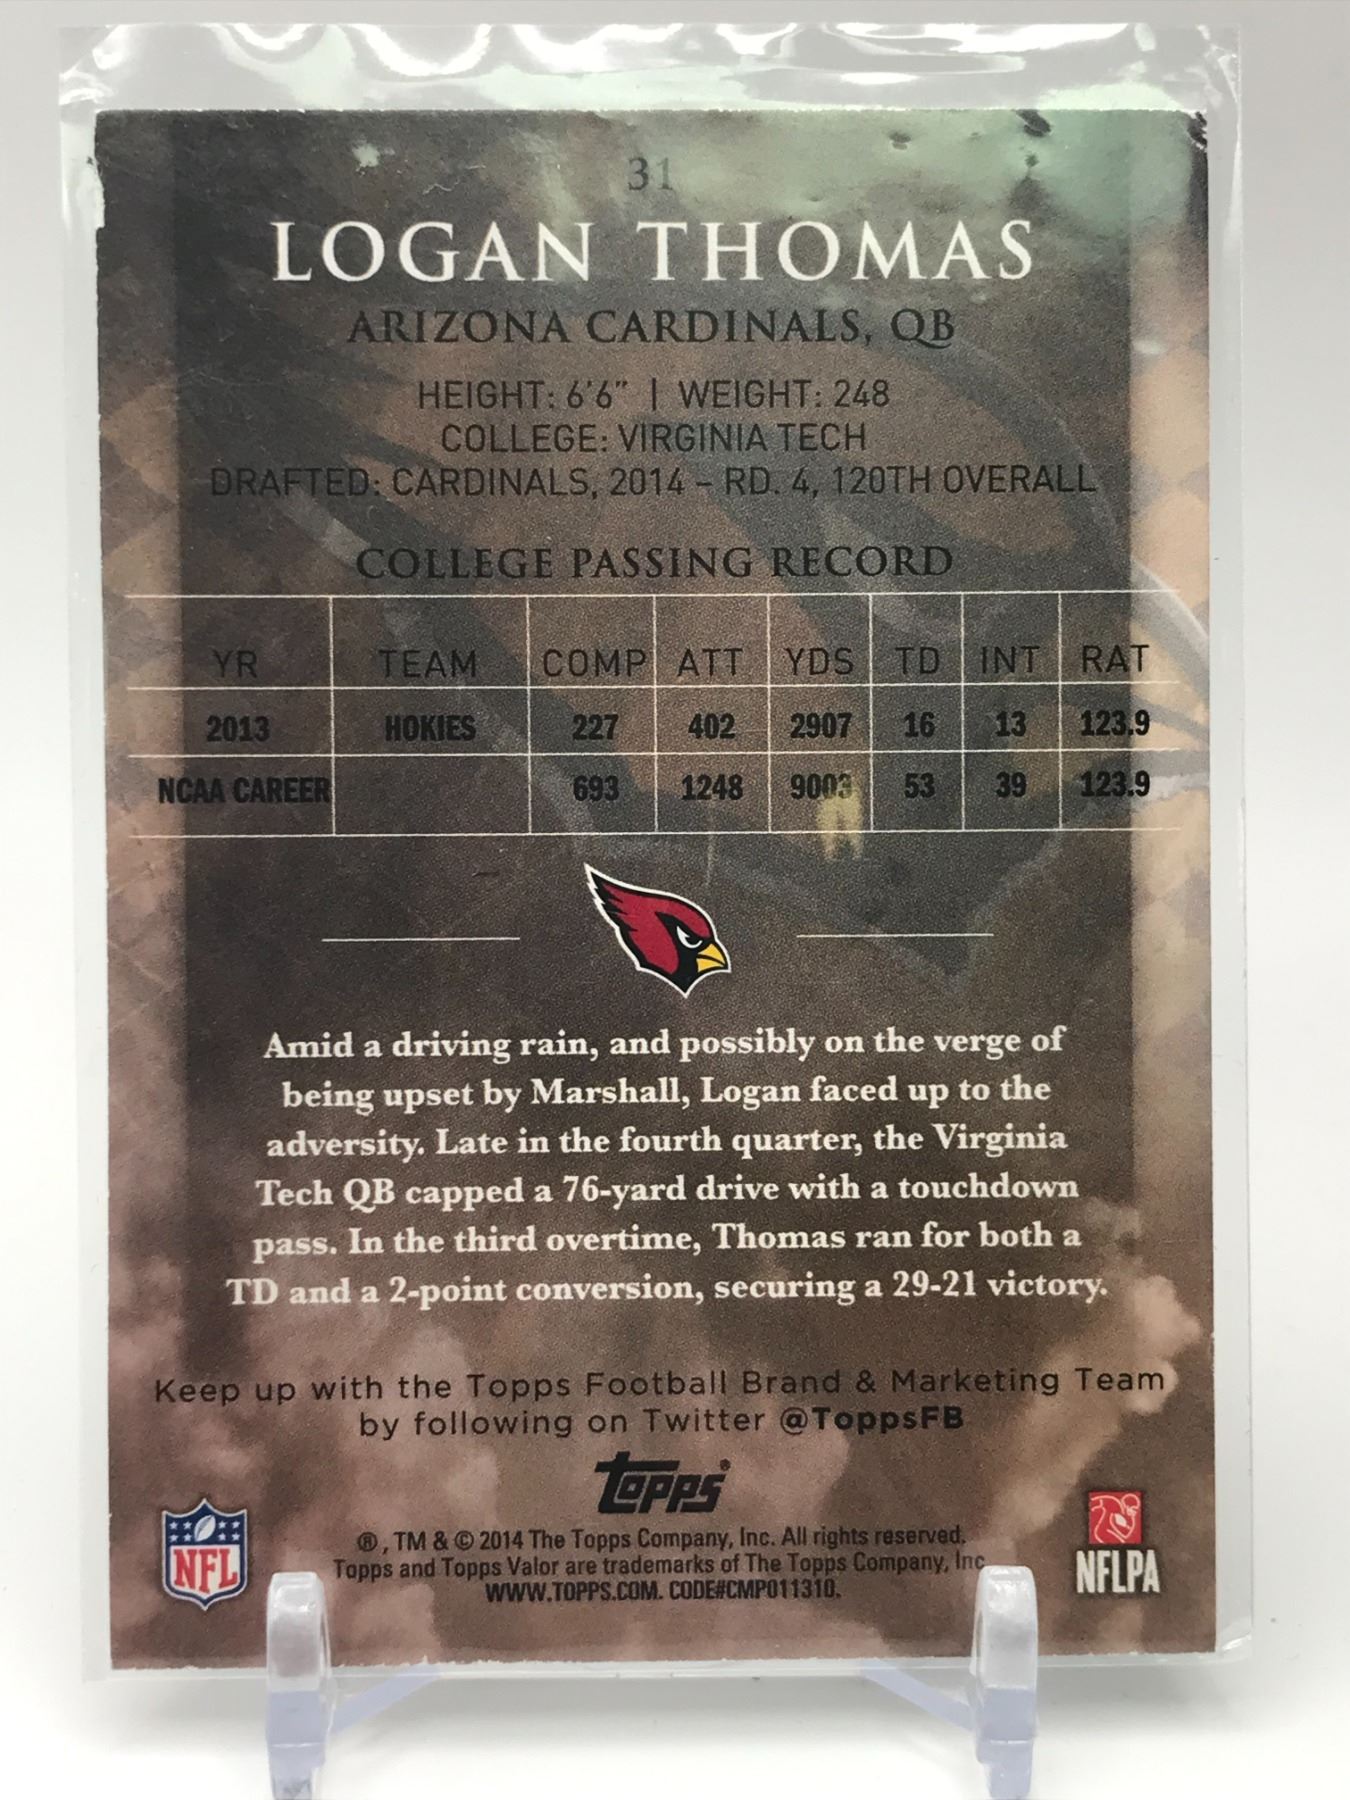 31
LOGAN THOMAS
ARIZONA CARDINALS, QB
HEIGHT: 6'6" | WEIGHT: 248
COLLEGE: VIRGINIA TECH
DRAFTED: CARDINALS, 2014 – RD. 4, 120TH OVERALL
COLLEGE PASSING RECORD
YR TEAM COMP ATT YDS TD INT RAT
2013 HOKIES 227 402 2907 16 13 123.9
NCAA CAREER 693 1248 9003 53 39 123.9
Amid a driving rain, and possibly on the verge of
being upset by Marshall, Logan faced up to the
adversity. Late in the fourth quarter, the Virginia
Tech QB capped a 76-yard drive with a touchdown
pass. In the third overtime, Thomas ran for both a
TD and a 2-point conversion, securing a 29-21 victory.
Keep up with the Topps Football Brand & Marketing Team
by following on Twitter @ToppsFB
Topps®
®, TM & © 2014 The Topps Company, Inc. All rights reserved.
Topps and Topps Valor are trademarks of The Topps Company, Inc
WWW.TOPPS.COM. CODE#CMP011310.
NFL
NFLPA